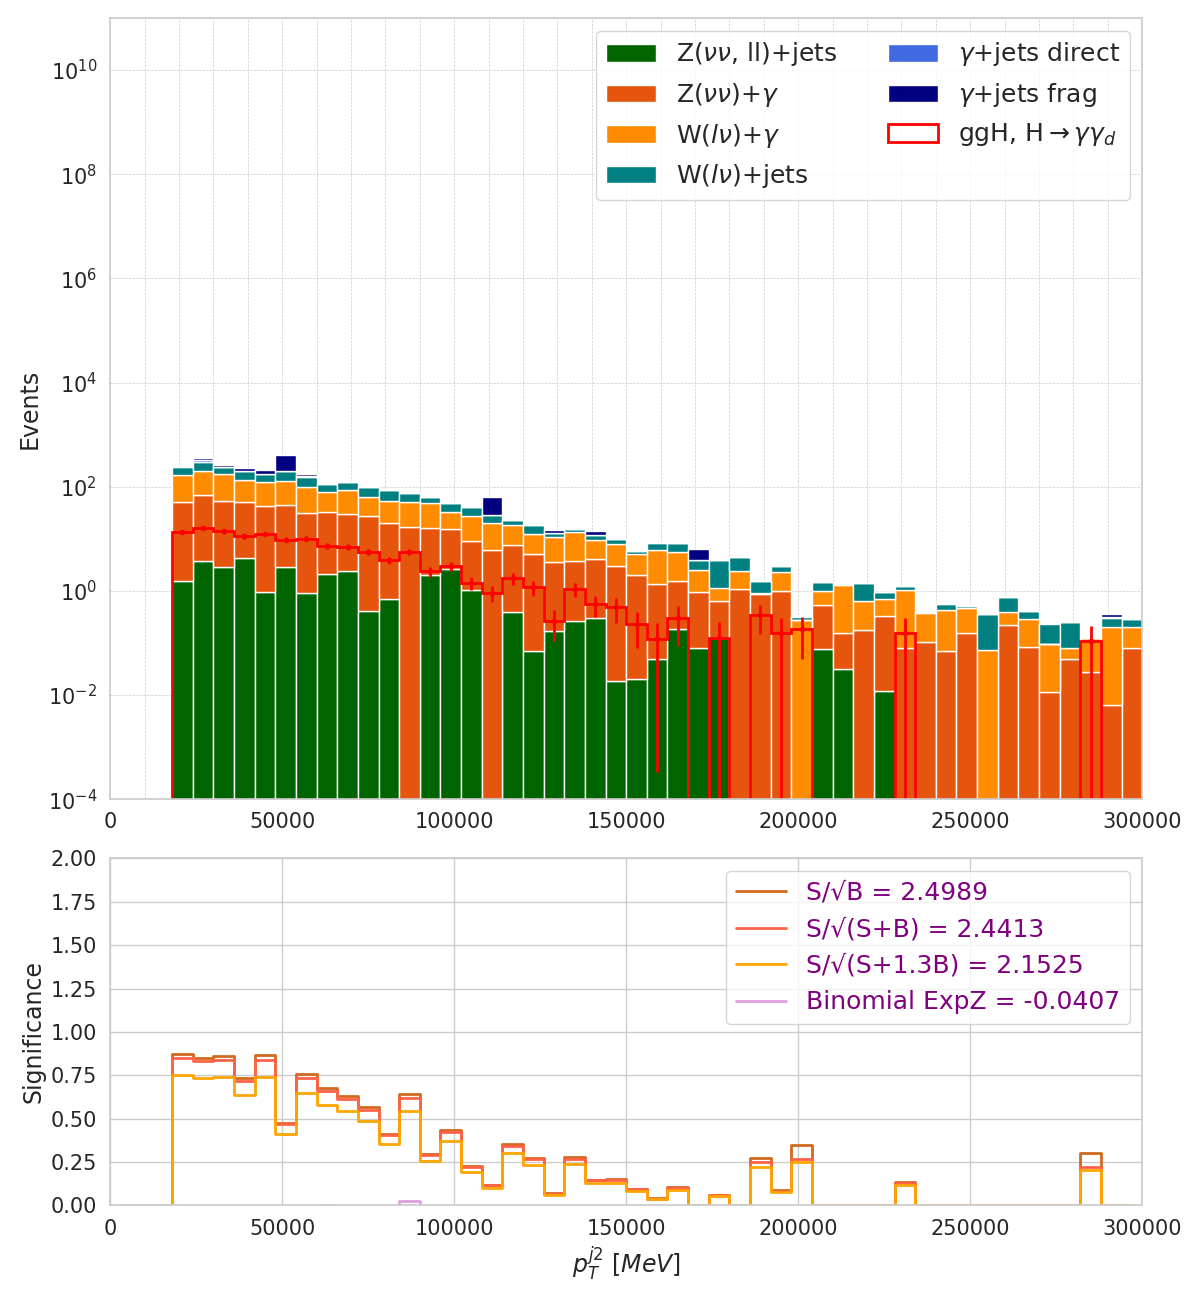 Z(νν, ll)+jets
Z(νν)+γ
W(lν)+γ
W(lν)+jets
γ+jets direct
γ+jets frag
ggH, H→γγ_d
Events
10^10
10^8
10^6
10^4
10^2
10^0
10^−2
10^−4
0 50000 100000 150000 200000 250000 300000
S/√B = 2.4989
S/√(S+B) = 2.4413
S/√(S+1.3B) = 2.1525
Binomial ExpZ = -0.0407
Significance
2.00
1.75
1.50
1.25
1.00
0.75
0.50
0.25
0.00
0 50000 100000 150000 200000 250000 300000
p_T^{j2} [MeV]